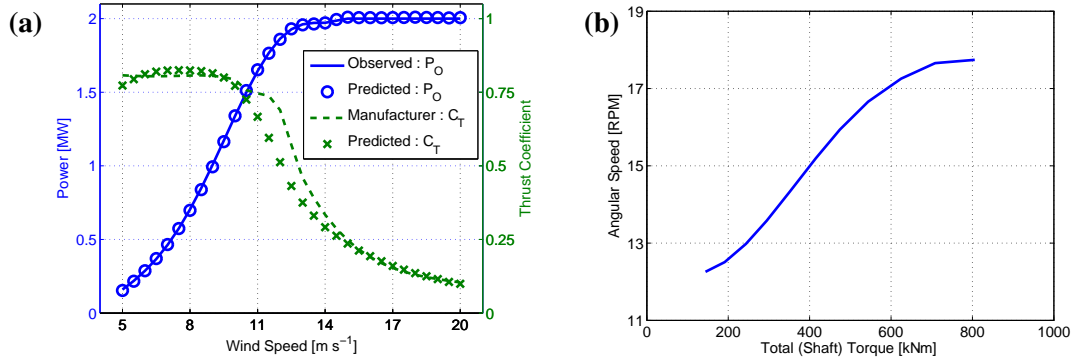 (a)
2
1.5
1
0.5
0
Power [MW]
5 8 11 14 17 20
Wind Speed [m s⁻¹]
1
0.75
0.5
0.25
0
Thrust Coefficient
Observed : P_O
Predicted : P_O
Manufacturer : C_T
Predicted : C_T
(b)
17
15
13
11
Angular Speed [RPM]
0 200 400 600 800 1000
Total (Shaft) Torque [kNm]